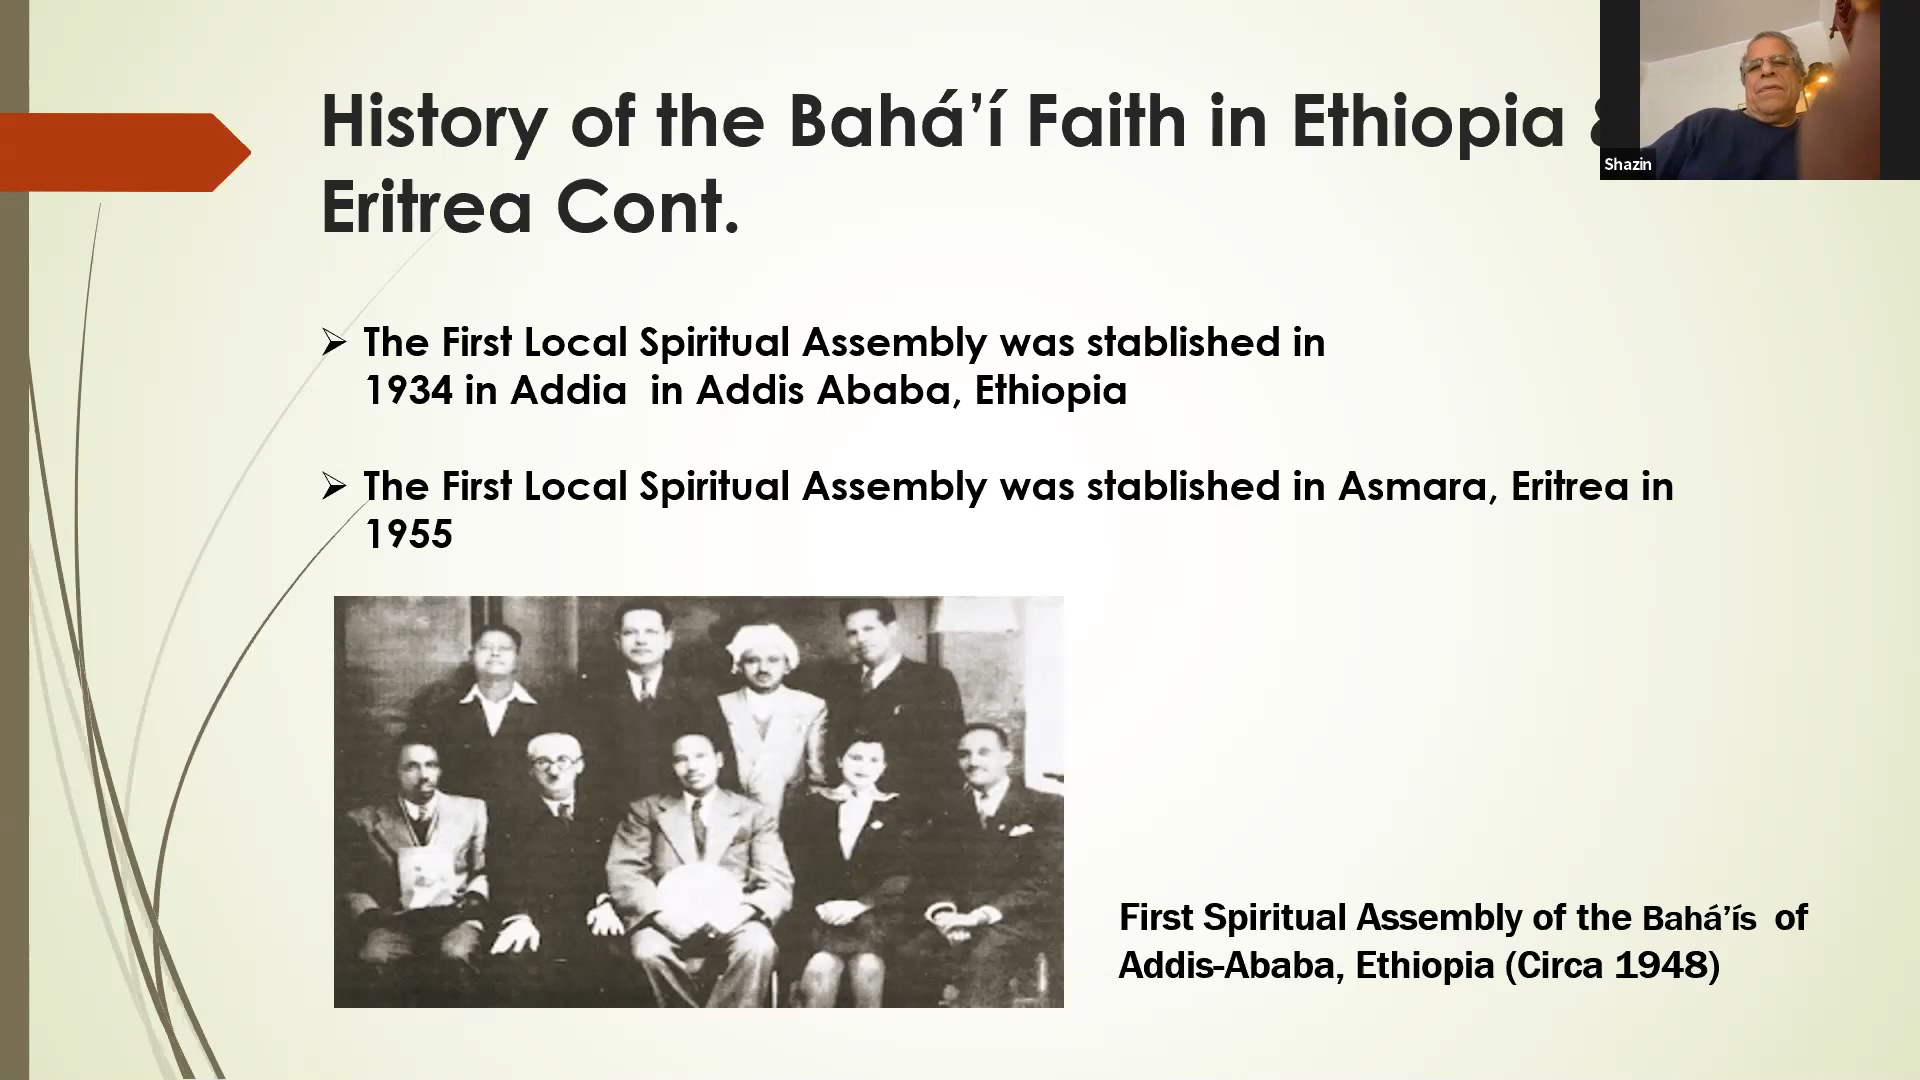 History of the Bahá’í Faith in Ethiopia &
Eritrea Cont.
Shazin
➢ The First Local Spiritual Assembly was stablished in
1934 in Addia  in Addis Ababa, Ethiopia
➢ The First Local Spiritual Assembly was stablished in Asmara, Eritrea in
1955
First Spiritual Assembly of the Bahá’ís  of
Addis-Ababa, Ethiopia (Circa 1948)